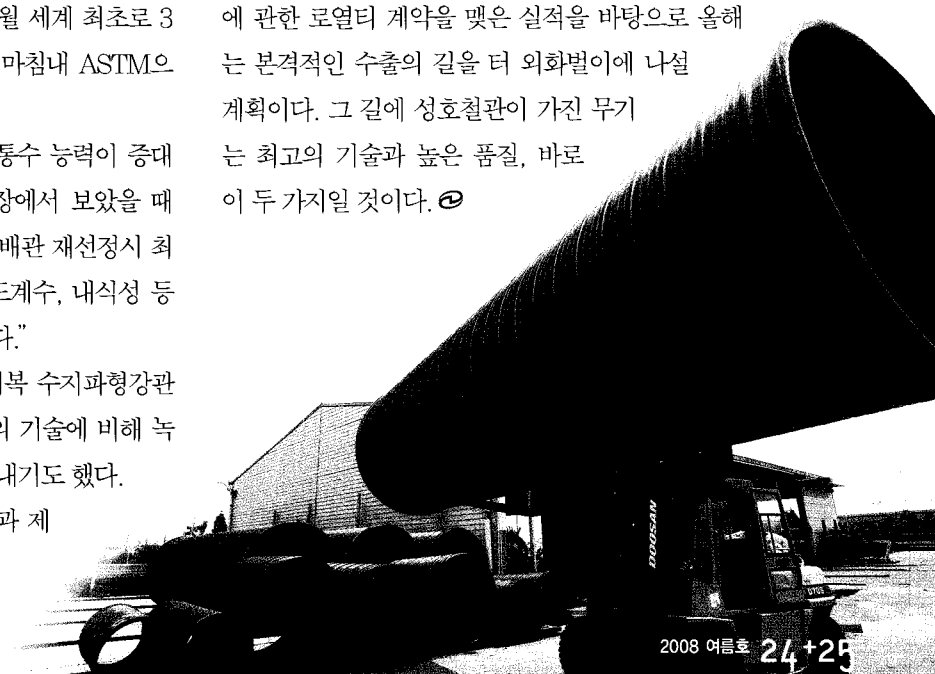 월 세계 최초로 3
마침내 ASTM으
통수 능력이 증대
장에서 보았을 때
배관 재선정시 최
도계수, 내식성 등
다.”
피복 수지파형강관
의 기술에 비해 녹
내기도 했다.
과 제
에 관한 로열티 계약을 맺은 실적을 바탕으로 올해
는 본격적인 수출의 길을 터 외화벌이에 나설
계획이다. 그 길에 성호철관이 가진 무기
는 최고의 기술과 높은 품질, 바로
이 두 가지일 것이다.
DOOSAN
D70S
2008 여름호 24+25